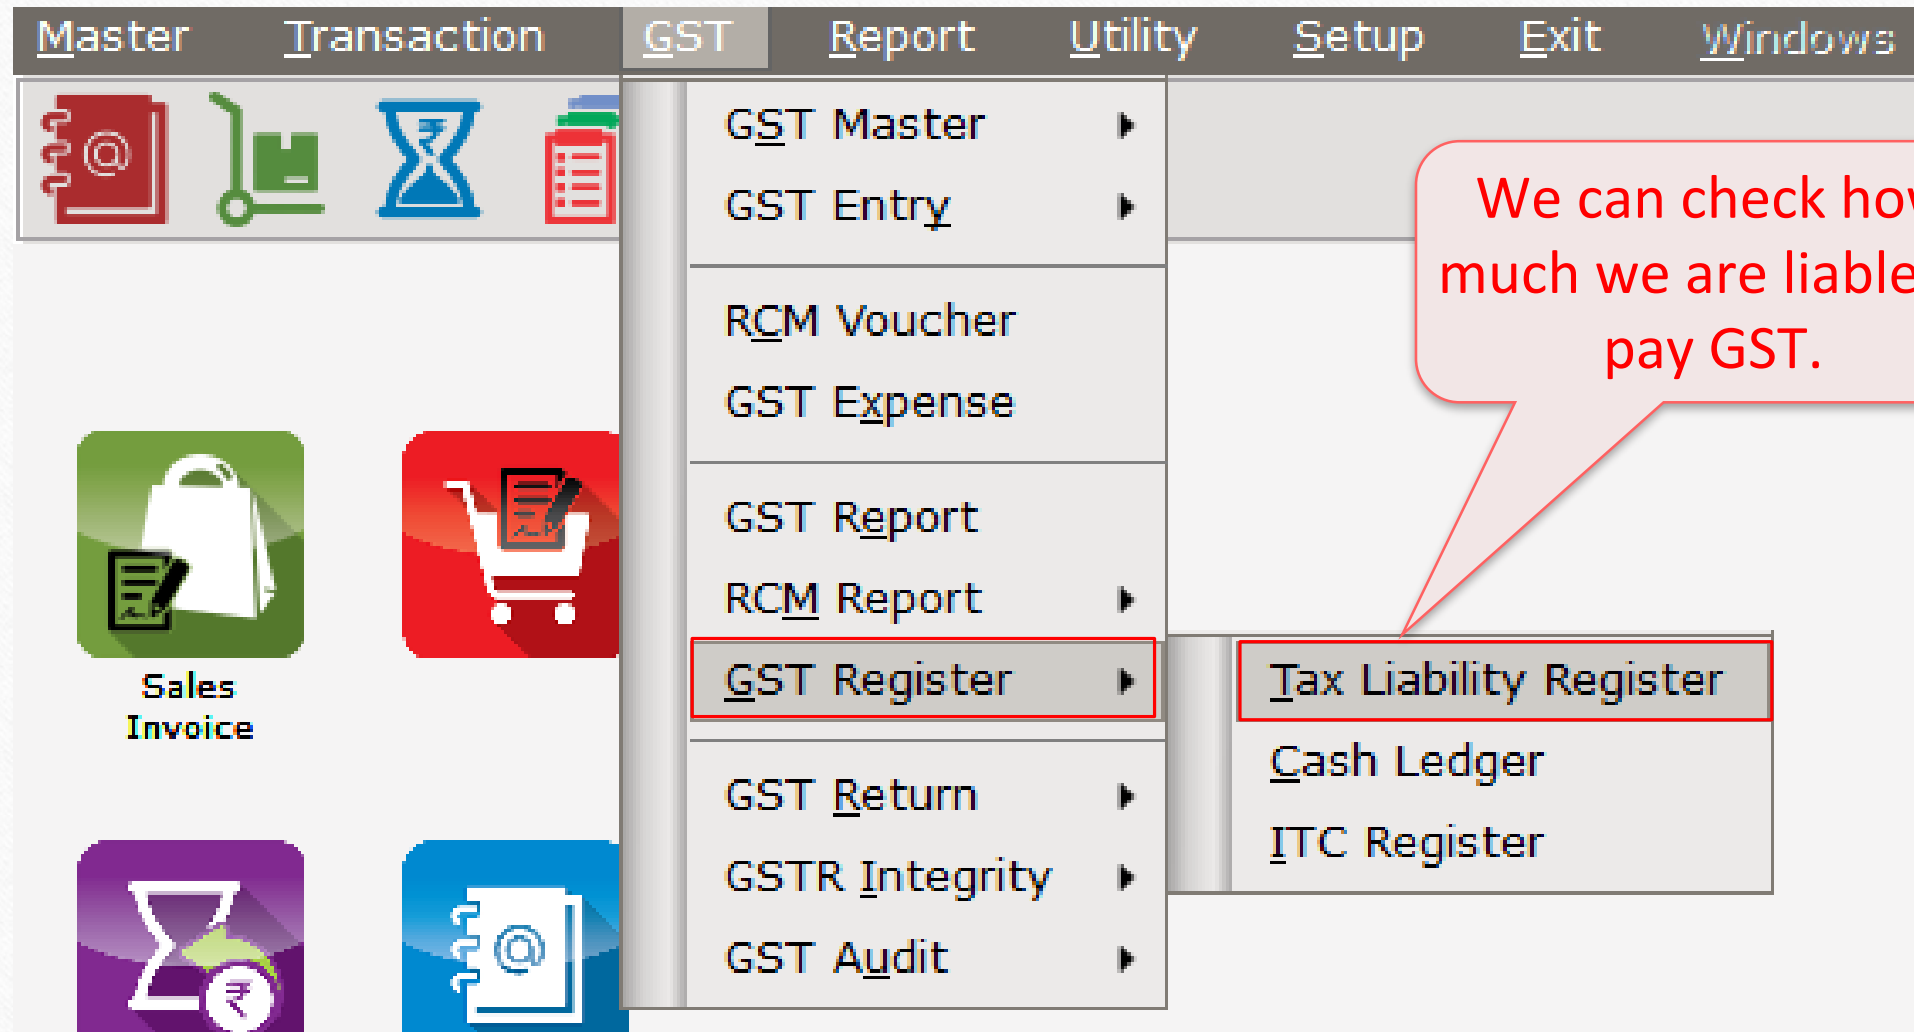 Master Transaction GST Report Utility Setup Exit Windows
GST Master
GST Entry
We can check
much we are liable
pay GST.
RCM Voucher
GST Expense
GST Report
RCM Report
GST Register
Tax Liability Register
Cash Ledger
ITC Register
GST Return
GSTR Integrity
GST Audit
Sales
Invoice
@
₹
@
₹